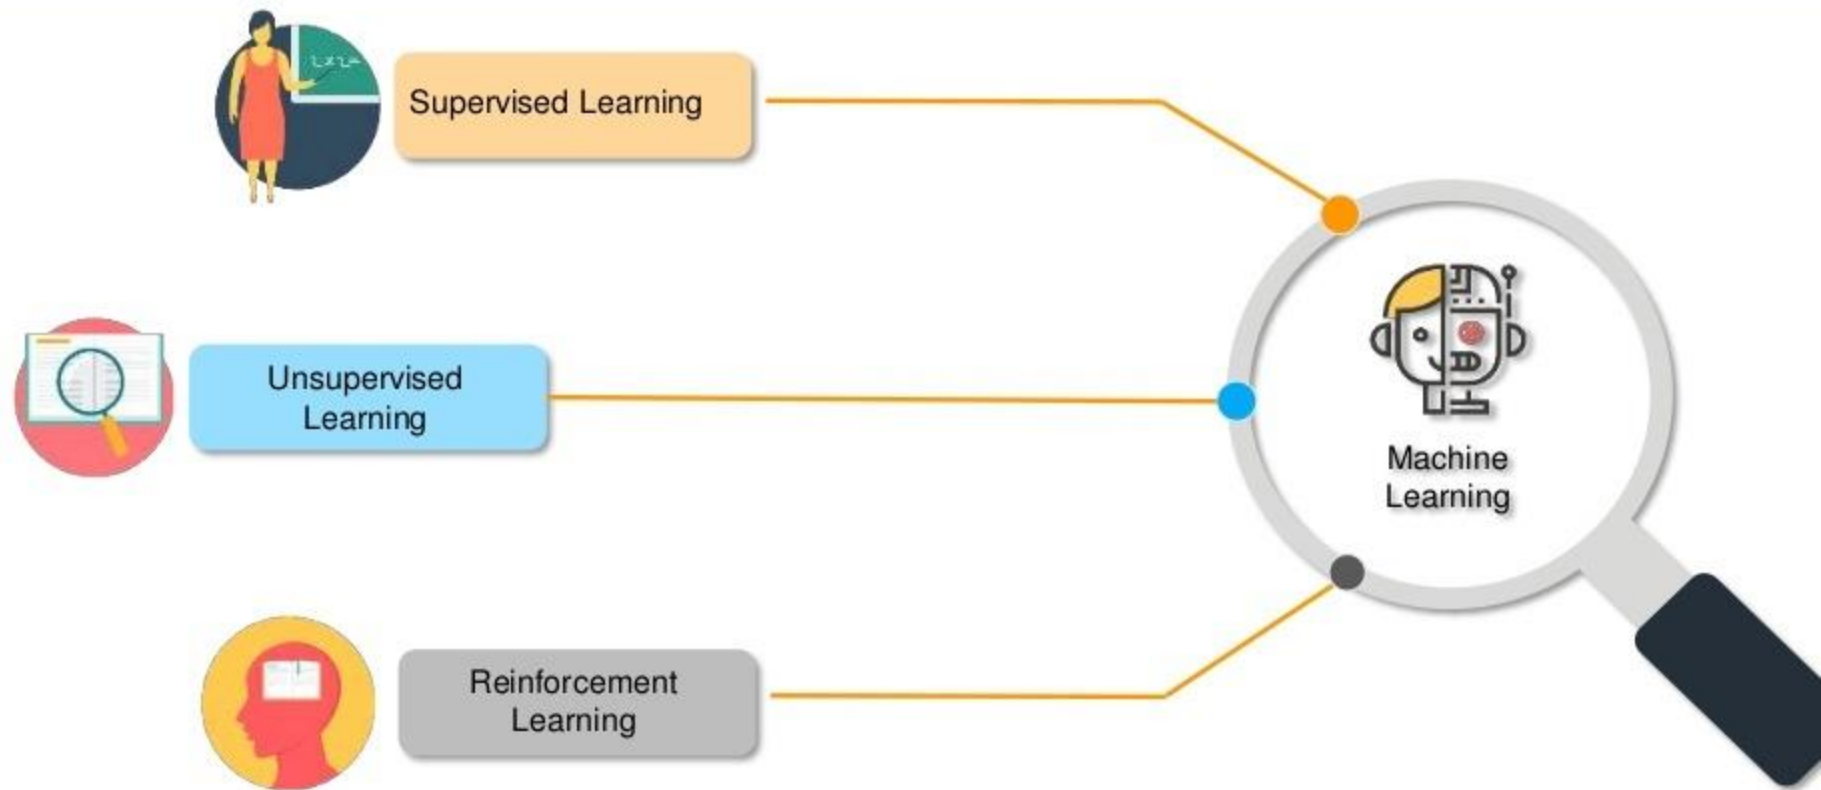 Supervised Learning
Unsupervised
Learning
Machine
Learning
Reinforcement
Learning